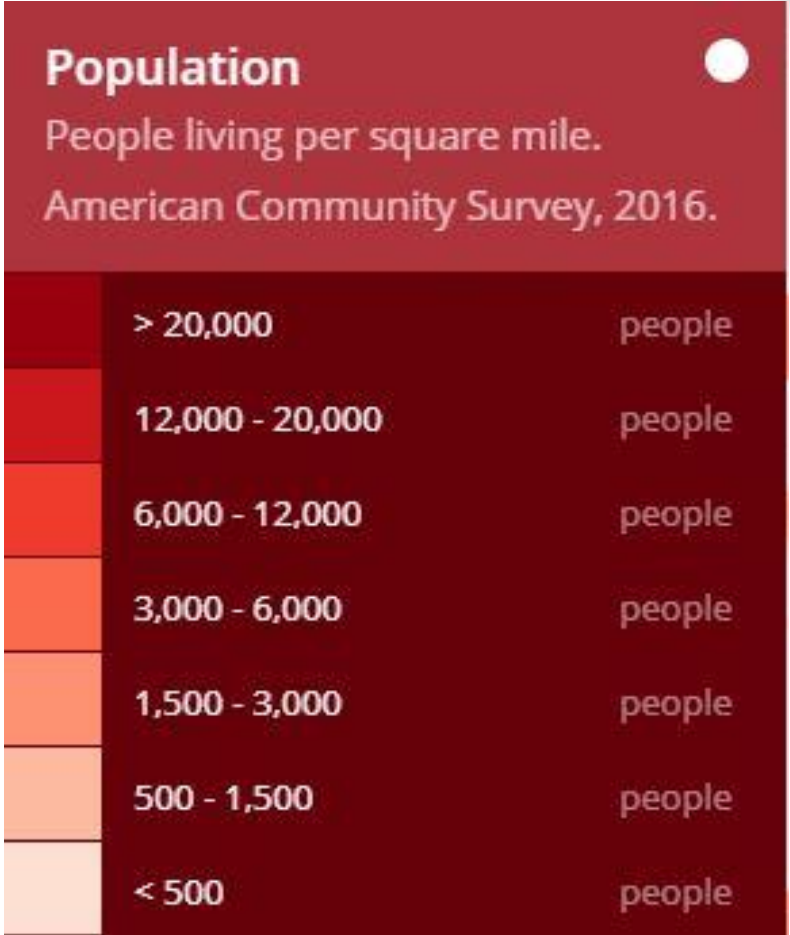 Population
People living per square mile.
American Community Survey, 2016.
> 20,000 people
12,000 - 20,000 people
6,000 - 12,000 people
3,000 - 6,000 people
1,500 - 3,000 people
500 - 1,500 people
< 500 people